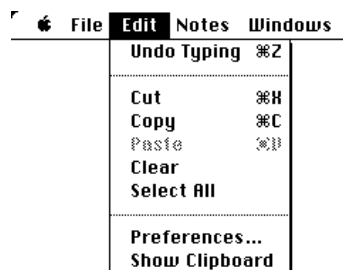 File Edit Notes Windows
Undo Typing ⌘Z
Cut ⌘X
Copy ⌘C
Paste ⌘V
Clear
Select All
Preferences...
Show Clipboard